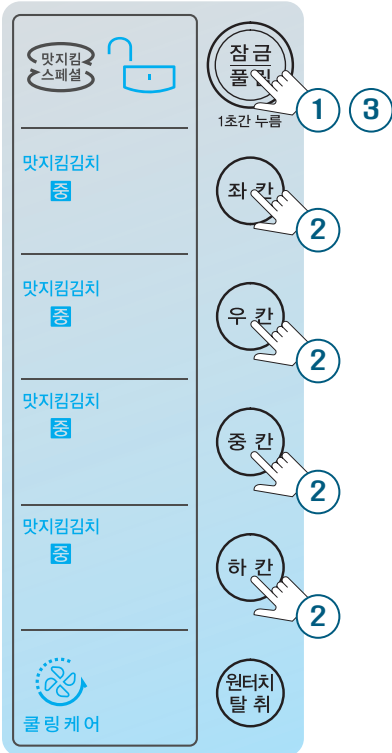 맛지킴
스페셜
잠금
풀림
1초간 누름
1 3
맛지킴김치
중
좌 칸
2
맛지킴김치
중
우 칸
2
맛지킴김치
중
중 칸
2
맛지킴김치
중
하 칸
2
쿨링케어
원터치
탈 취